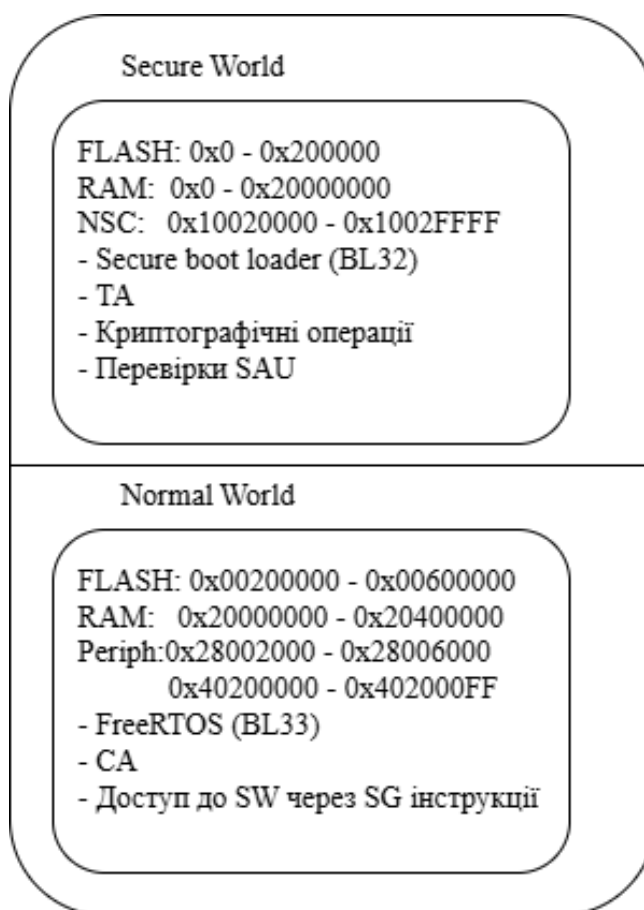 Secure World
FLASH: 0x0 - 0x200000
RAM: 0x0 - 0x20000000
NSC: 0x10020000 - 0x1002FFFF
- Secure boot loader (BL32)
- TA
- Криптографічні операції
- Перевірки SAU
Normal World
FLASH: 0x00200000 - 0x00600000
RAM: 0x20000000 - 0x20400000
Periph:0x28002000 - 0x28006000
0x40200000 - 0x402000FF
- FreeRTOS (BL33)
- CA
- Доступ до SW через SG інструкції